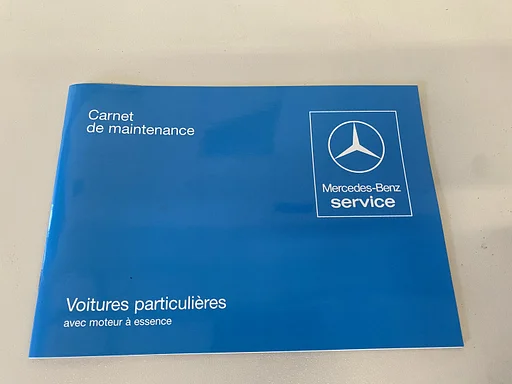 Carnet
de maintenance
Mercedes-Benz
service
Voitures particulières
avec moteur à essence